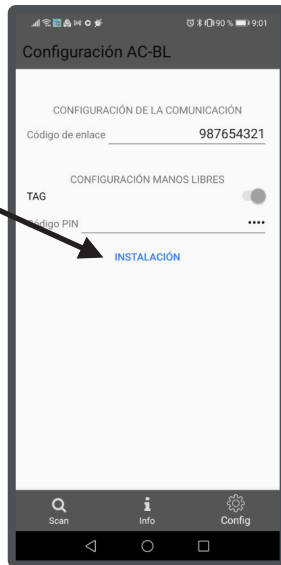 90 % 9:01
Configuración AC-BL
CONFIGURACIÓN DE LA COMUNICACIÓN
Código de enlace 987654321
CONFIGURACIÓN MANOS LIBRES
TAG
Código PIN ••••
INSTALACIÓN
Scan Info Config